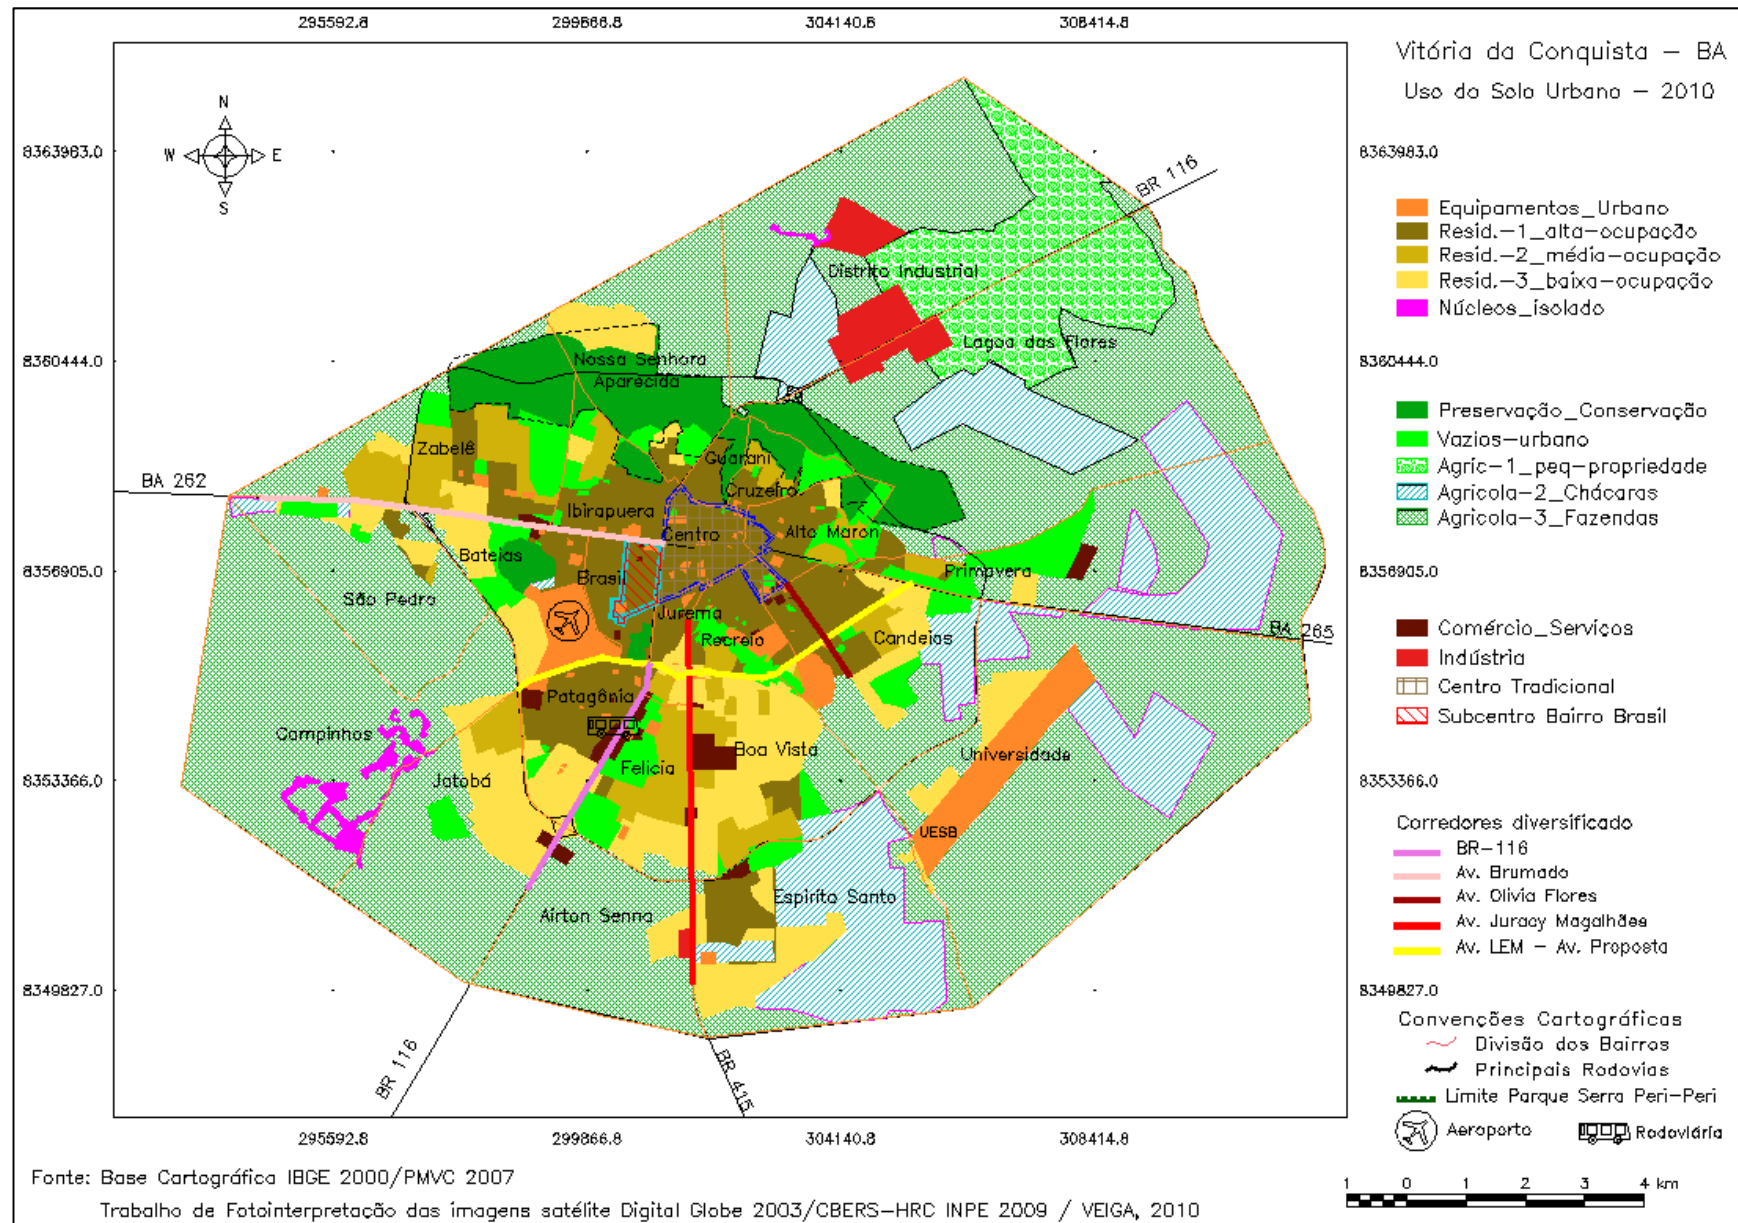 295592.8 299866.8 304140.8 308414.8
Vitória da Conquista – BA
Uso do Solo Urbano – 2010
N
W E
S
8363983.0
8363983.0
BR 116
Equipamentos_Urbano
Resid.-1_alta-ocupação
Resid.-2_média-ocupação
Resid.-3_baixa-ocupação
Núcleos_isolado
Distrito Industrial
Lagoa das Flores
Nossa Senhora
Aparecida
8360444.0
8360444.0
Preservação_Conservação
Vazios-urbano
Agríc-1_peq-propriedade
Agrícola-2_Chácaras
Agrícola-3_Fazendas
Zabelê
Guarani
BA 262
Cruzeiro
Ibirapuera
Centro
Alto Maron
Bateias
8356905.0
8356905.0
Brasil
Primavera
São Pedro
Jurema
Recreio
Candeias
BA 265
Comércio_Serviços
Indústria
Centro Tradicional
Subcentro Bairro Brasil
Patagônia
Campinhos
Boa Vista
Universidade
Felícia
Jatobá
8353366.0
8353366.0
UESB
Corredores diversificado
BR-116
Av. Brumado
Av. Olívia Flores
Av. Juracy Magalhães
Av. LEM – Av. Proposta
Espírito Santo
Aírton Senna
8349827.0
8349827.0
BR 116
BR 415
Convenções Cartográficas
Divisão dos Bairros
Principais Rodovias
Limite Parque Serra Peri-Peri
Aeroporto Rodoviária
295592.8 299866.8 304140.8 308414.8
1 0 1 2 3 4 km
Fonte: Base Cartográfica IBGE 2000/PMVC 2007
Trabalho de Fotointerpretação das imagens satélite Digital Globe 2003/CBERS-HRC INPE 2009 / VEIGA, 2010